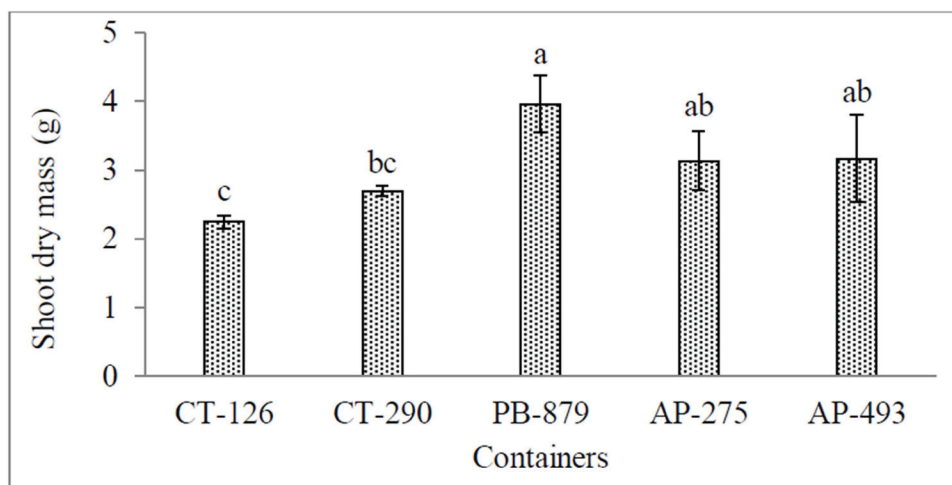 5
4
3
2
1
0
Shoot dry mass (g)
c
bc
a
ab
ab
CT-126 CT-290 PB-879 AP-275 AP-493
Containers